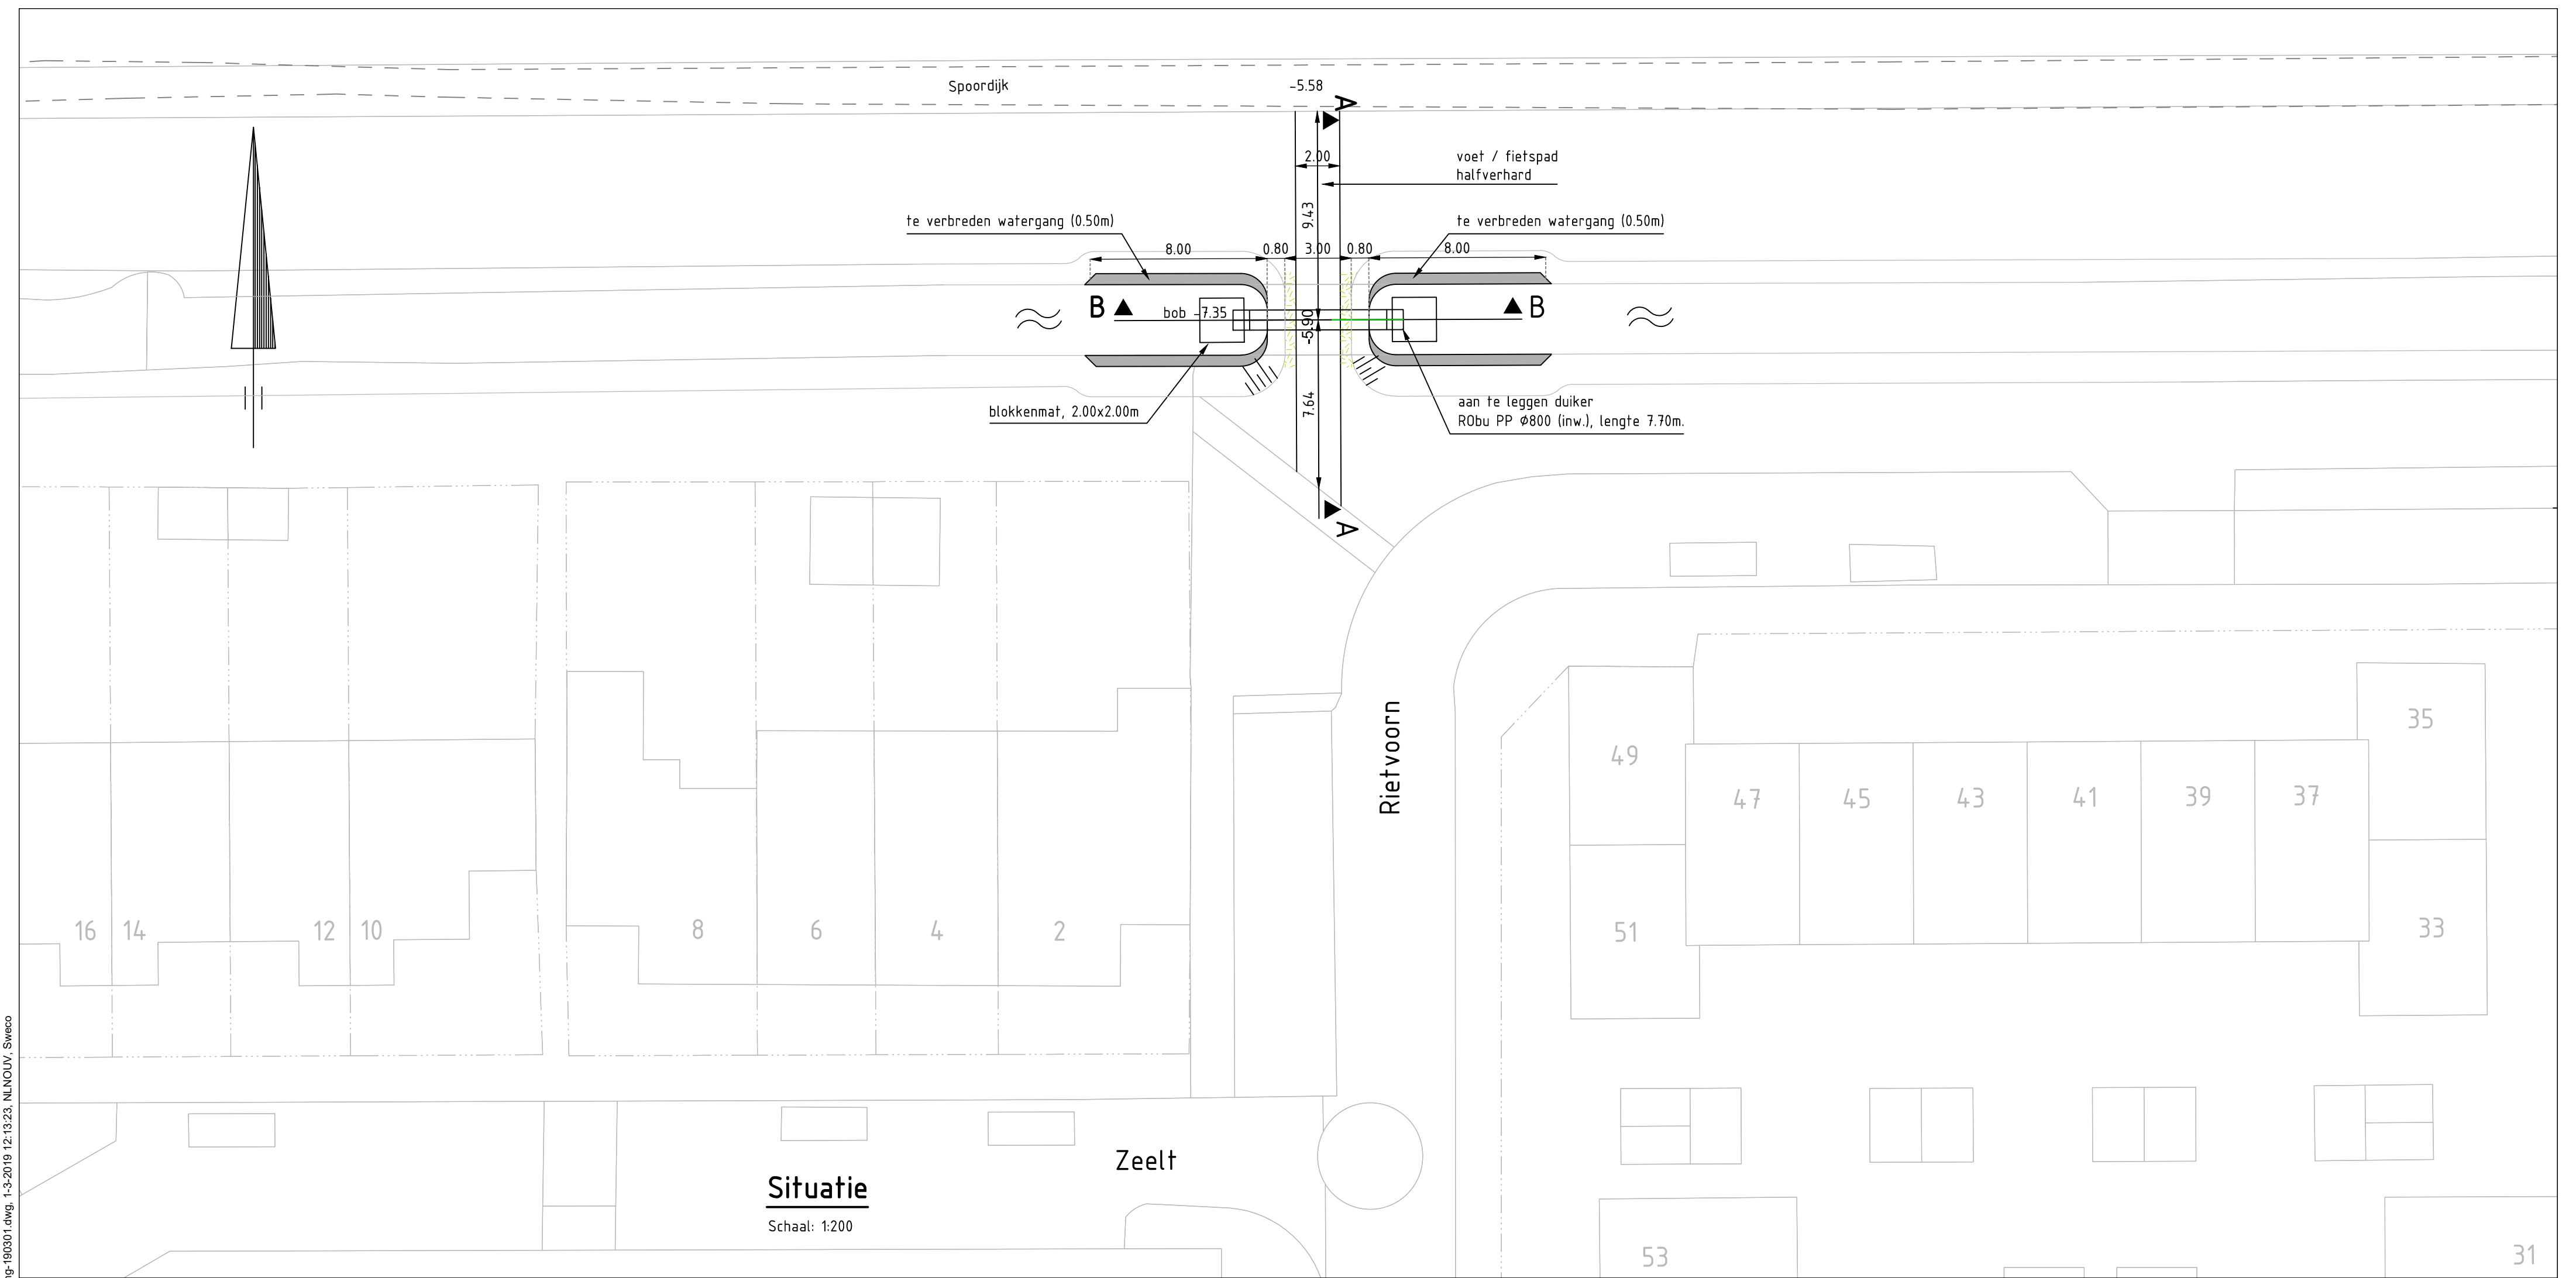 Spoordijk
-5.58
A
2.00
voet / fietspad
halfverhard
9.43
te verbreden watergang (0.50m)
te verbreden watergang (0.50m)
8.00
0.80
3.00
0.80
8.00
B
bob -7.35
-5.90
B
7.64
blokkenmat, 2.00x2.00m
aan te leggen duiker
RObu PP Ø800 (inw.), lengte 7.70m.
A
Rietvoorn
49
35
47
45
43
41
39
37
16
14
12
10
8
6
4
2
51
33
Zeelt
Situatie
Schaal: 1:200
53
31
ng-190301.dwg, 1-3-2019 12:13:23, NLNOUV, Sweco